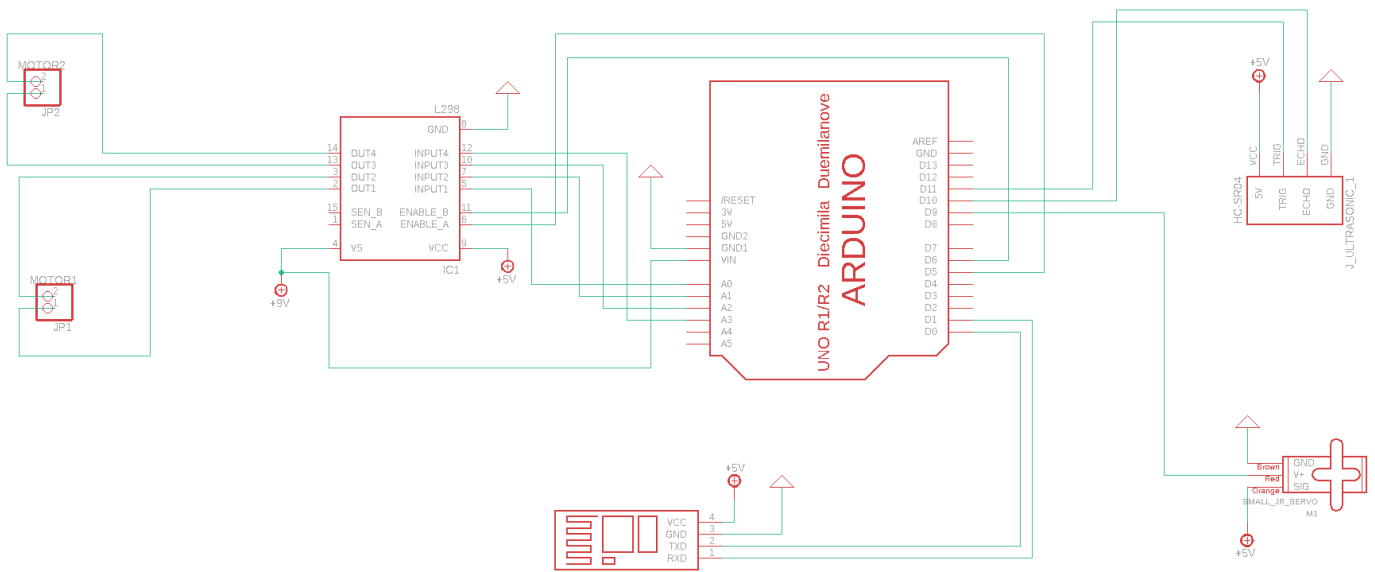 MOTOR2
2
1
JP2
MOTOR1
2
1
JP1
L298
GND 8
14 OUT4 INPUT4 12
13 OUT3 INPUT3 10
3 OUT2 INPUT2 7
2 OUT1 INPUT1 5
15 SEN_B ENABLE_B 11
1 SEN_A ENABLE_A 6
4 VS VCC 9
IC1
+9V
+5V
UNO R1/R2 Diecimila Duemilanove
ARDUINO
/RESET
3V
5V
GND2
GND1
VIN
A0
A1
A2
A3
A4
A5
AREF
GND
D13
D12
D11
D10
D9
D8
D7
D6
D5
D4
D3
D2
D1
D0
+5V
VCC
TRIG
ECHO
GND
HC-SR04
5V
TRIG
ECHO
GND
J_ULTRASONIC_1
+5V
VCC 4
GND 3
TXD 2
RXD 1
Brown GND
Red V+
Orange SIG
SMALL_JR_SERVO
M1
+5V